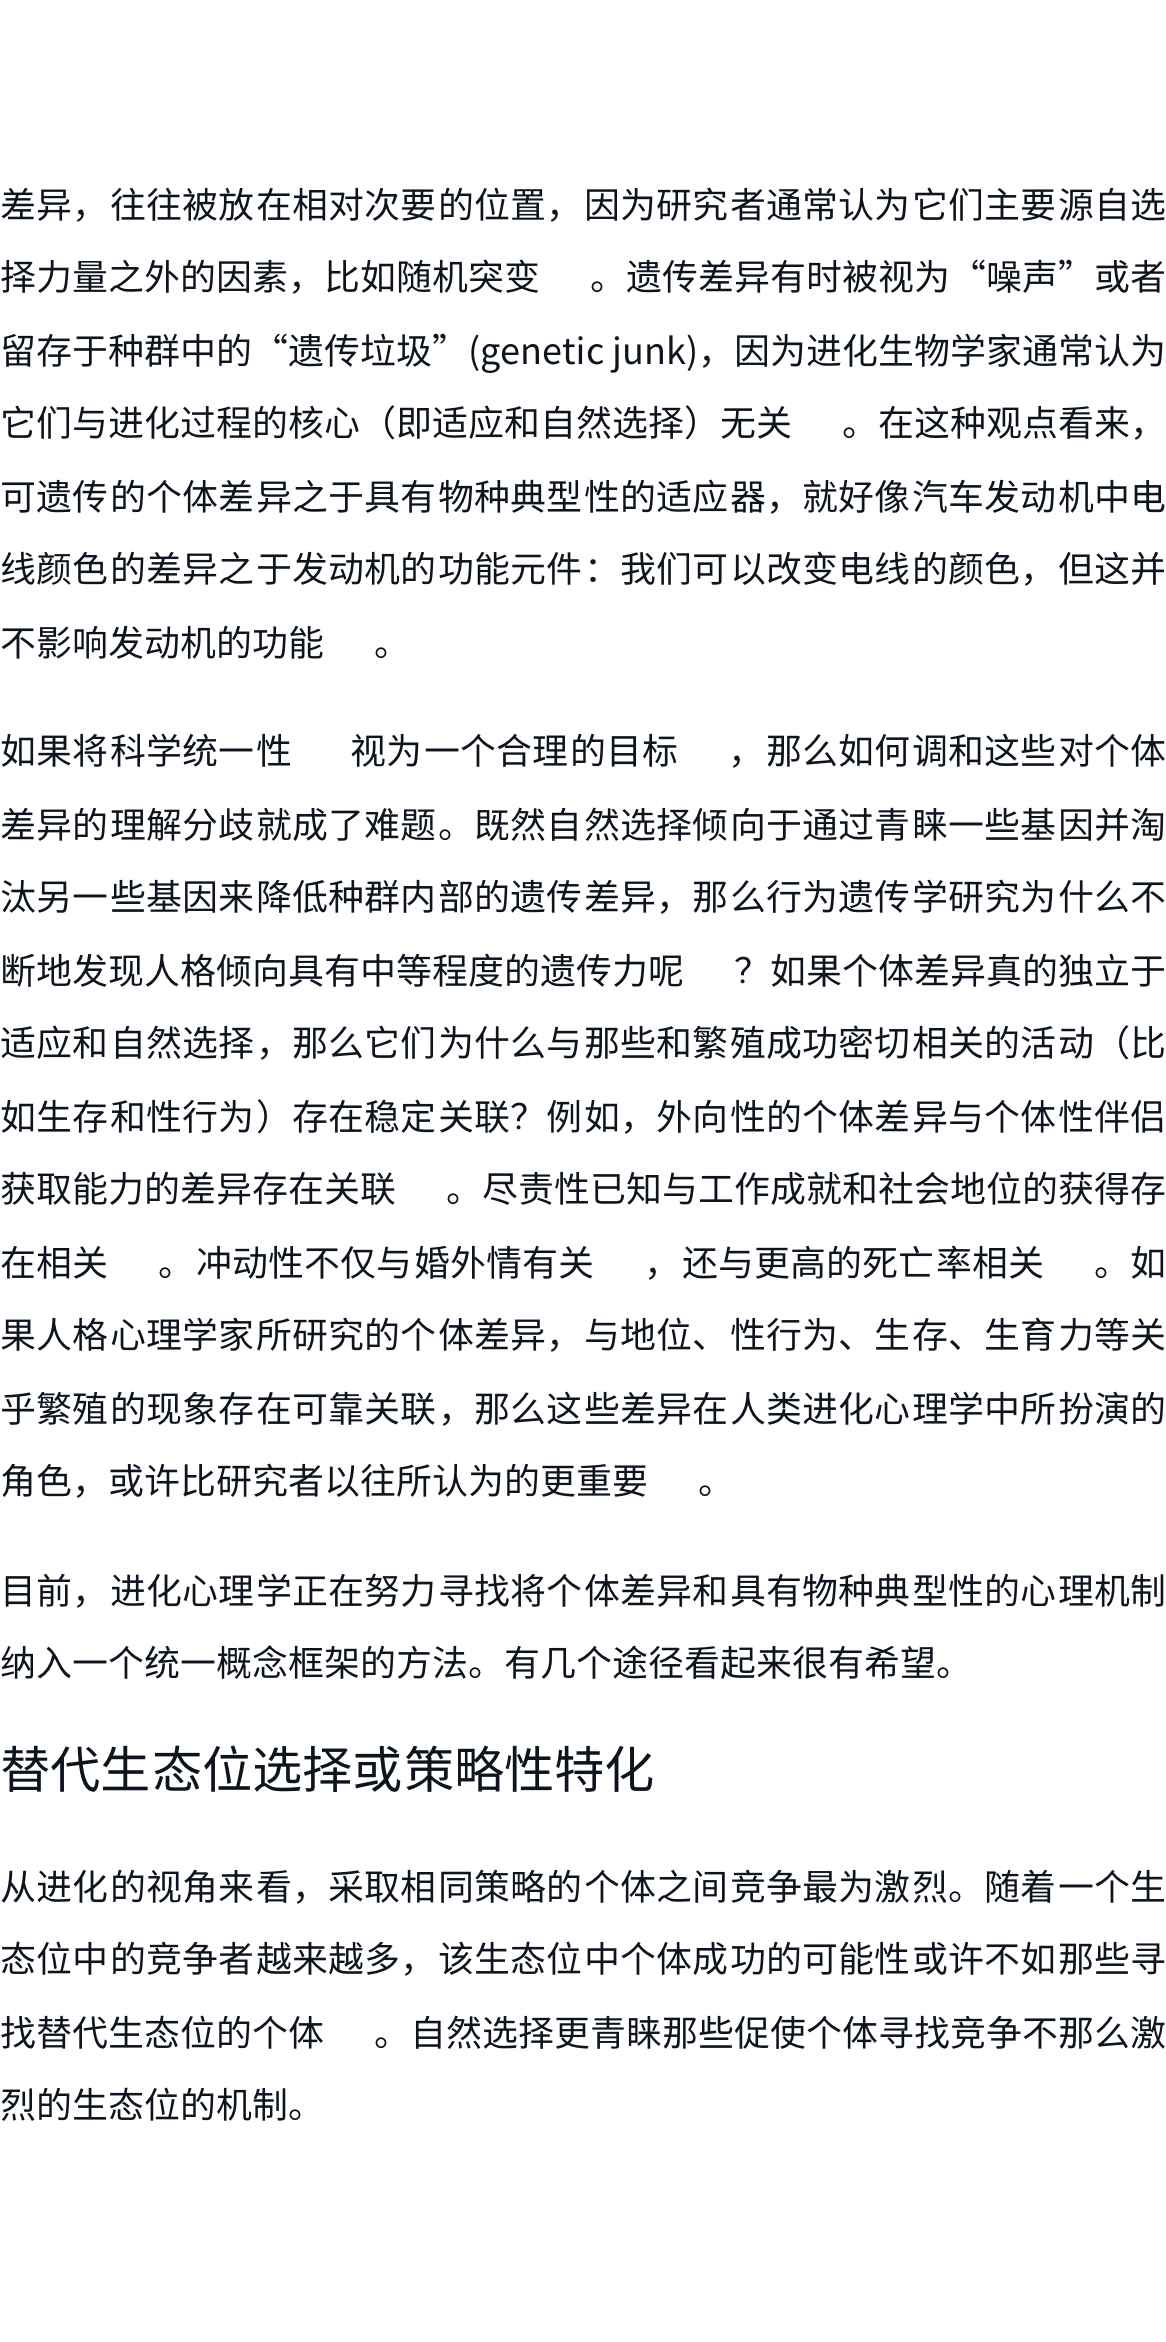 差异，往往被放在相对次要的位置，因为研究者通常认为它们主要源自选
择力量之外的因素，比如随机突变 。遗传差异有时被视为“噪声”或者
留存于种群中的“遗传垃圾”(genetic junk)，因为进化生物学家通常认为
它们与进化过程的核心（即适应和自然选择）无关 。在这种观点看来，
可遗传的个体差异之于具有物种典型性的适应器，就好像汽车发动机中电
线颜色的差异之于发动机的功能元件：我们可以改变电线的颜色，但这并
不影响发动机的功能 。
如果将科学统一性 视为一个合理的目标 ，那么如何调和这些对个体
差异的理解分歧就成了难题。既然自然选择倾向于通过青睐一些基因并淘
汰另一些基因来降低种群内部的遗传差异，那么行为遗传学研究为什么不
断地发现人格倾向具有中等程度的遗传力呢 ？如果个体差异真的独立于
适应和自然选择，那么它们为什么与那些和繁殖成功密切相关的活动（比
如生存和性行为）存在稳定关联？例如，外向性的个体差异与个体性伴侣
获取能力的差异存在关联 。尽责性已知与工作成就和社会地位的获得存
在相关 。冲动性不仅与婚外情有关 ，还与更高的死亡率相关 。如
果人格心理学家所研究的个体差异，与地位、性行为、生存、生育力等关
乎繁殖的现象存在可靠关联，那么这些差异在人类进化心理学中所扮演的
角色，或许比研究者以往所认为的更重要 。
目前，进化心理学正在努力寻找将个体差异和具有物种典型性的心理机制
纳入一个统一概念框架的方法。有几个途径看起来很有希望。
替代生态位选择或策略性特化
从进化的视角来看，采取相同策略的个体之间竞争最为激烈。随着一个生
态位中的竞争者越来越多，该生态位中个体成功的可能性或许不如那些寻
找替代生态位的个体 。自然选择更青睐那些促使个体寻找竞争不那么激
烈的生态位的机制。